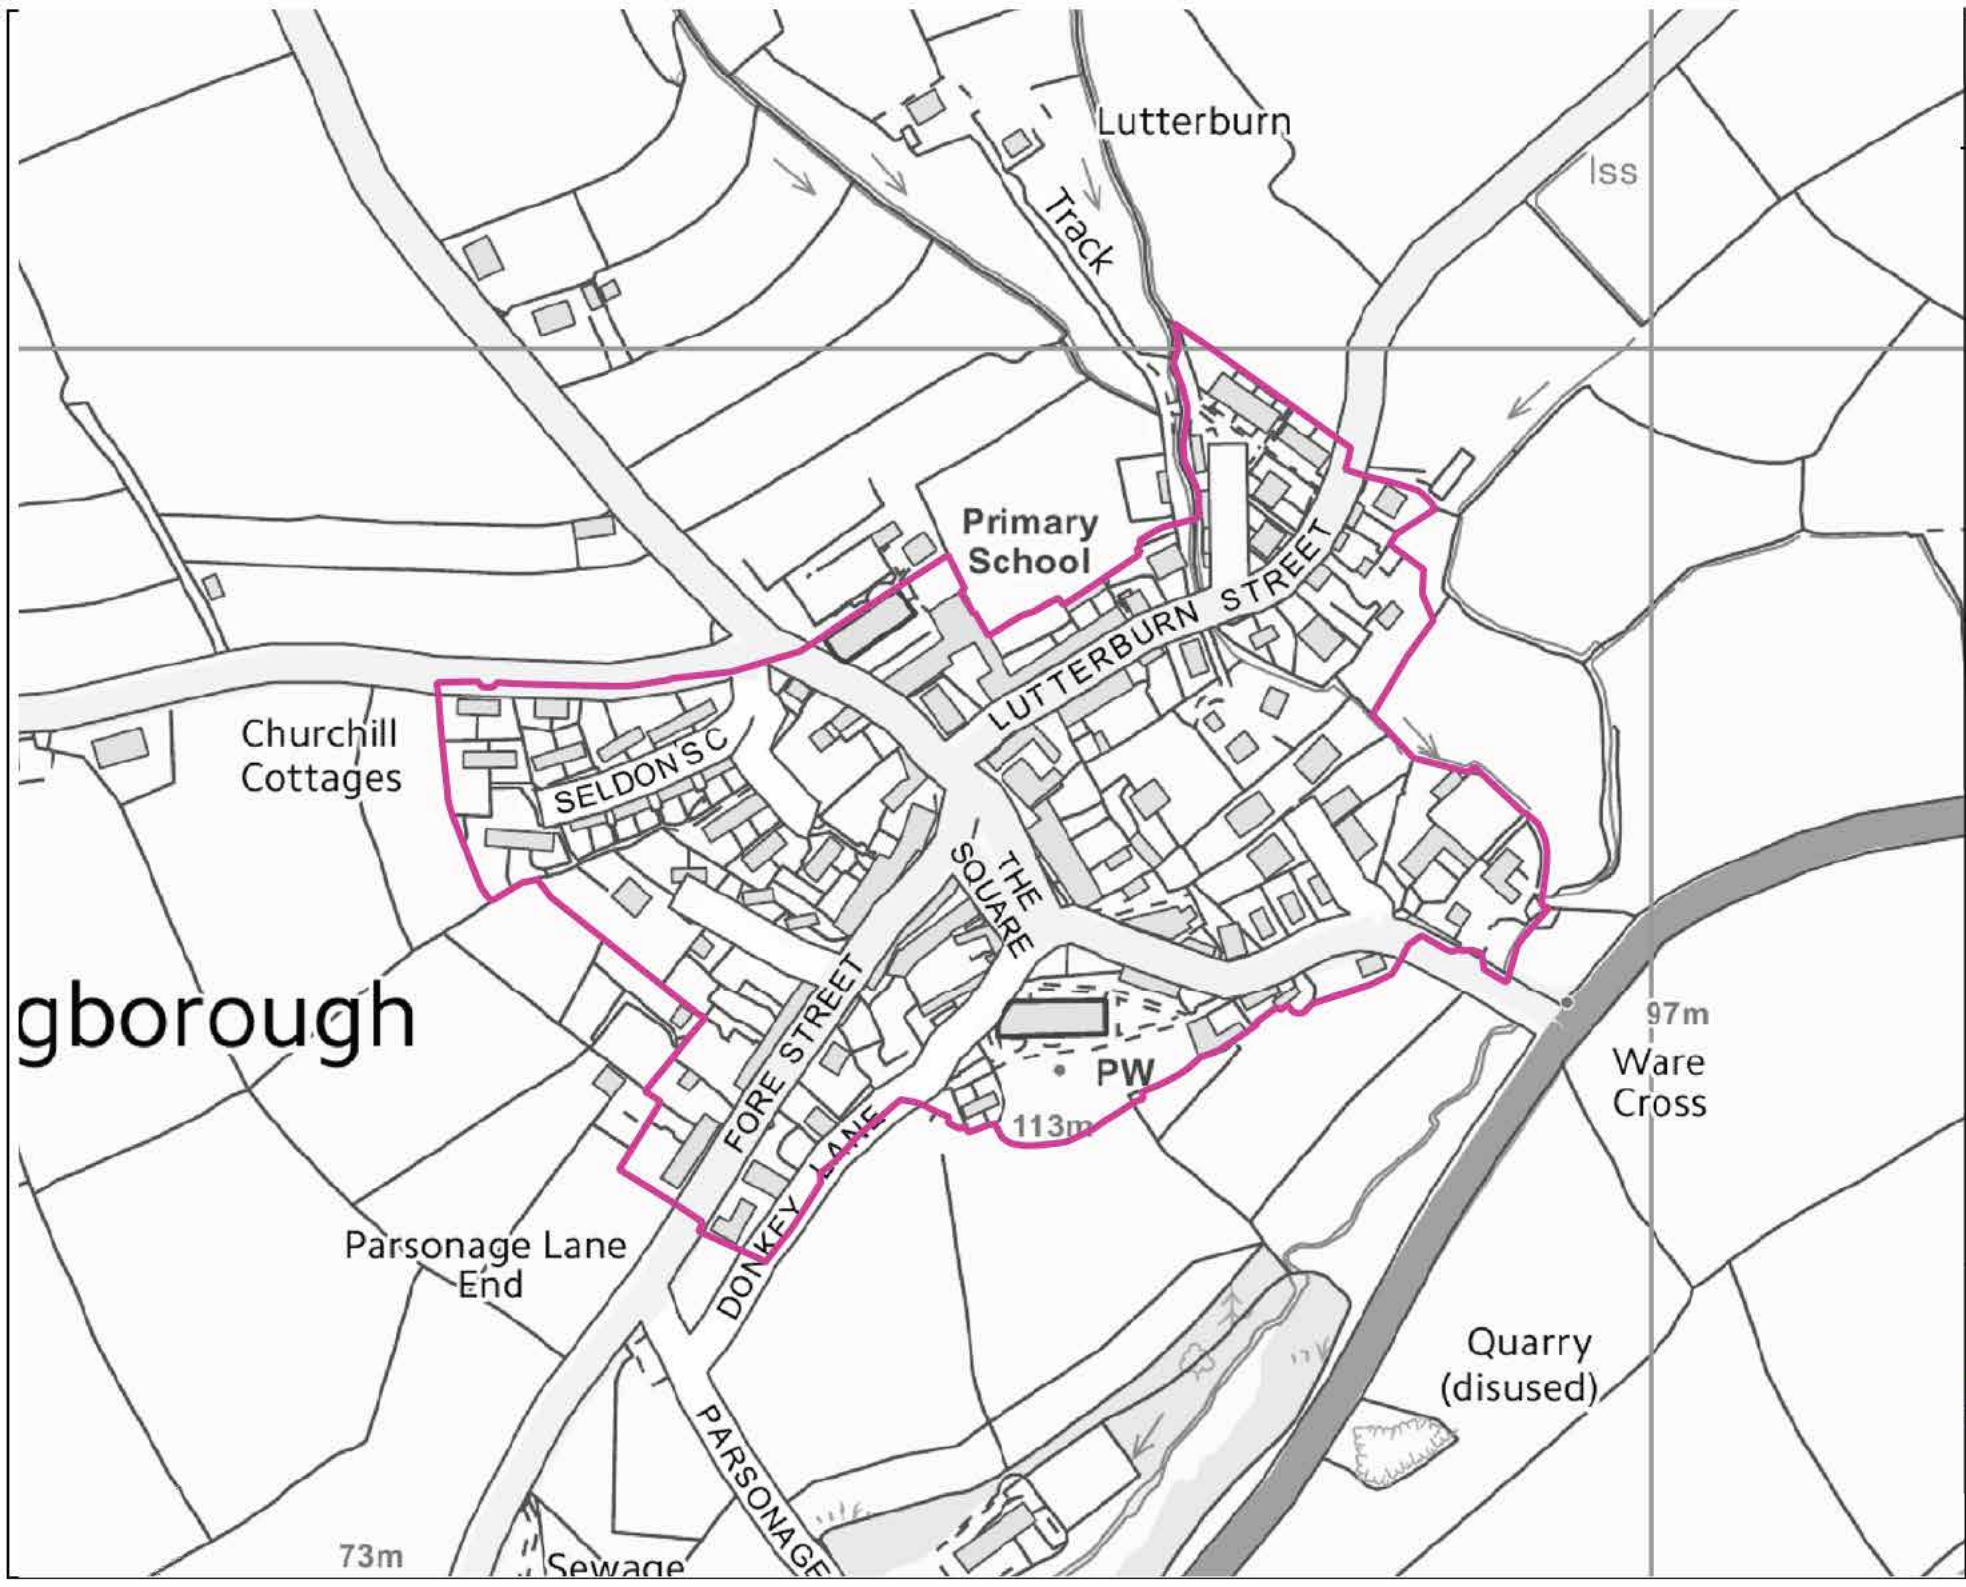 Lutterburn
Iss
Track
Primary
School
LUTTERBURN STREET
Churchill
Cottages
SELDON'S C
THE
SQUARE
gborough
FORE STREET
97m
Ware
Cross
PW
113m
DONKEY LANE
Parsonage Lane
End
Quarry
(disused)
PARSONAGE
73m
Sewage